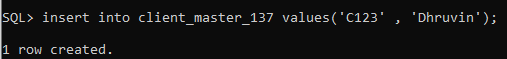 SQL> insert into client_master_137 values('C123' , 'Dhruvin');
1 row created.